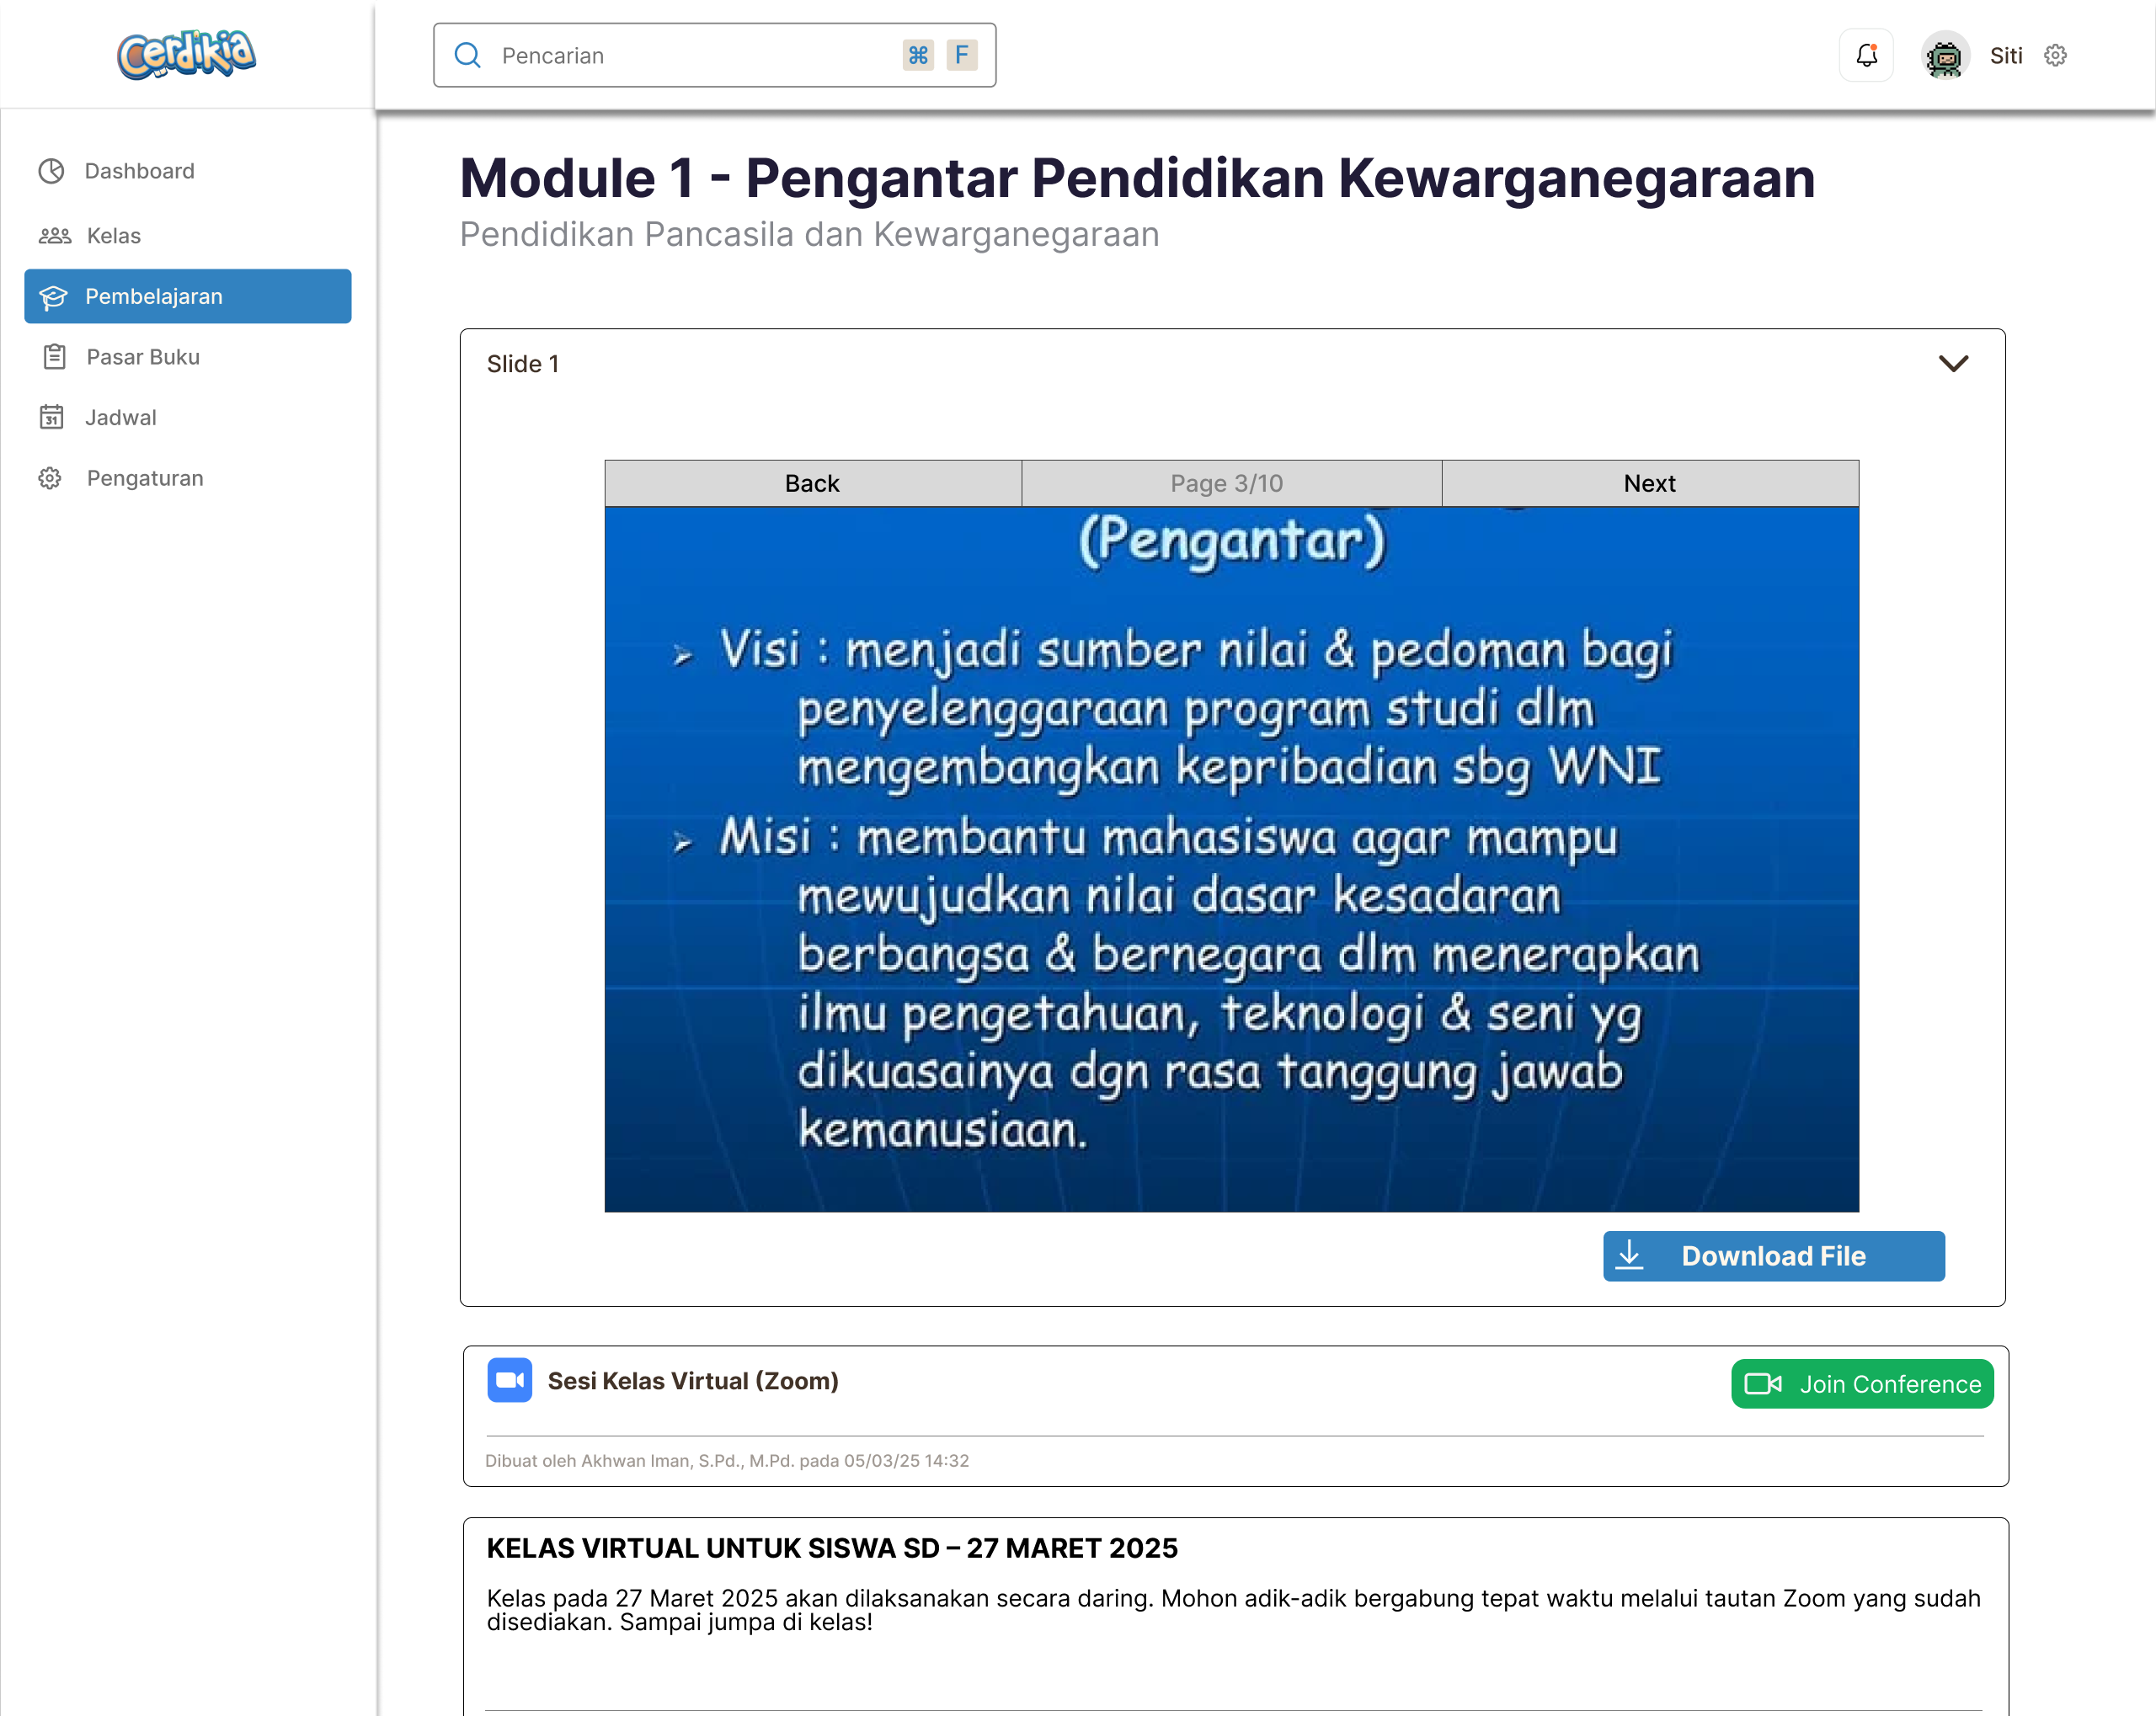 Cerdikia
Pencarian
⌘ F
Siti
Dashboard
Kelas
Pembelajaran
Pasar Buku
31
Jadwal
Pengaturan
Module 1 - Pengantar Pendidikan Kewarganegaraan
Pendidikan Pancasila dan Kewarganegaraan
Slide 1
Back
Page 3/10
Next
(Pengantar)
➢ Visi : menjadi sumber nilai & pedoman bagi
penyelenggaraan program studi dlm
mengembangkan kepribadian sbg WNI
➢ Misi : membantu mahasiswa agar mampu
mewujudkan nilai dasar kesadaran
berbangsa & bernegara dlm menerapkan
ilmu pengetahuan, teknologi & seni yg
dikuasainya dgn rasa tanggung jawab
kemanusiaan.
Download File
Sesi Kelas Virtual (Zoom)
Join Conference
Dibuat oleh Akhwan Iman, S.Pd., M.Pd. pada 05/03/25 14:32
KELAS VIRTUAL UNTUK SISWA SD – 27 MARET 2025
Kelas pada 27 Maret 2025 akan dilaksanakan secara daring. Mohon adik-adik bergabung tepat waktu melalui tautan Zoom yang sudah
disediakan. Sampai jumpa di kelas!